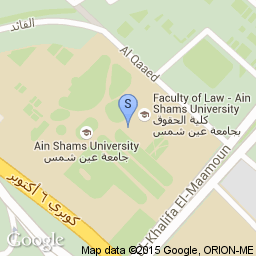 القائد
Al Qaaed
S
Faculty of Law - Ain
Shams University
كلية الحقوق
بجامعة عين شمس
Ain Shams University
جامعة عين شمس
كوبري ٦ أكتوبر
-Khalifa El-Maamoun
Map data ©2015 Google, ORION-ME